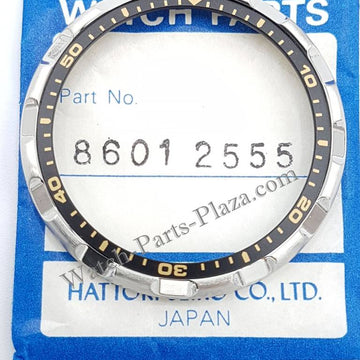 WATCH PARTS
Part No.
8601 2555
50
10
40
20
30
Watch-Parts-Plaza.com
HATTORI SEIKO CO., LTD.
JAPAN